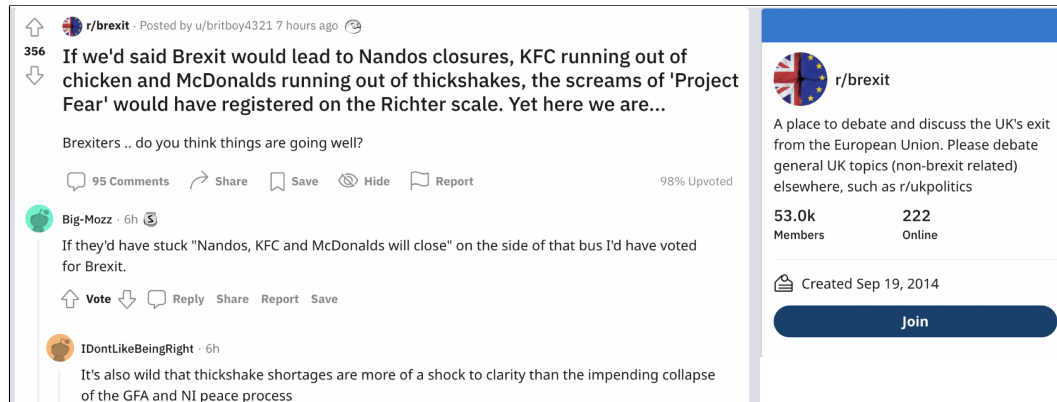 r/brexit · Posted by u/britboy4321 7 hours ago
356
If we'd said Brexit would lead to Nandos closures, KFC running out of
chicken and McDonalds running out of thickshakes, the screams of 'Project
Fear' would have registered on the Richter scale. Yet here we are...
Brexiters .. do you think things are going well?
95 Comments Share Save Hide Report 98% Upvoted
Big-Mozz · 6h S
If they'd have stuck "Nandos, KFC and McDonalds will close" on the side of that bus I'd have voted
for Brexit.
Vote Reply Share Report Save
IDontLikeBeingRight · 6h
It's also wild that thickshake shortages are more of a shock to clarity than the impending collapse
of the GFA and NI peace process
r/brexit
A place to debate and discuss the UK's exit
from the European Union. Please debate
general UK topics (non-brexit related)
elsewhere, such as r/ukpolitics
53.0k 222
Members Online
Created Sep 19, 2014
Join